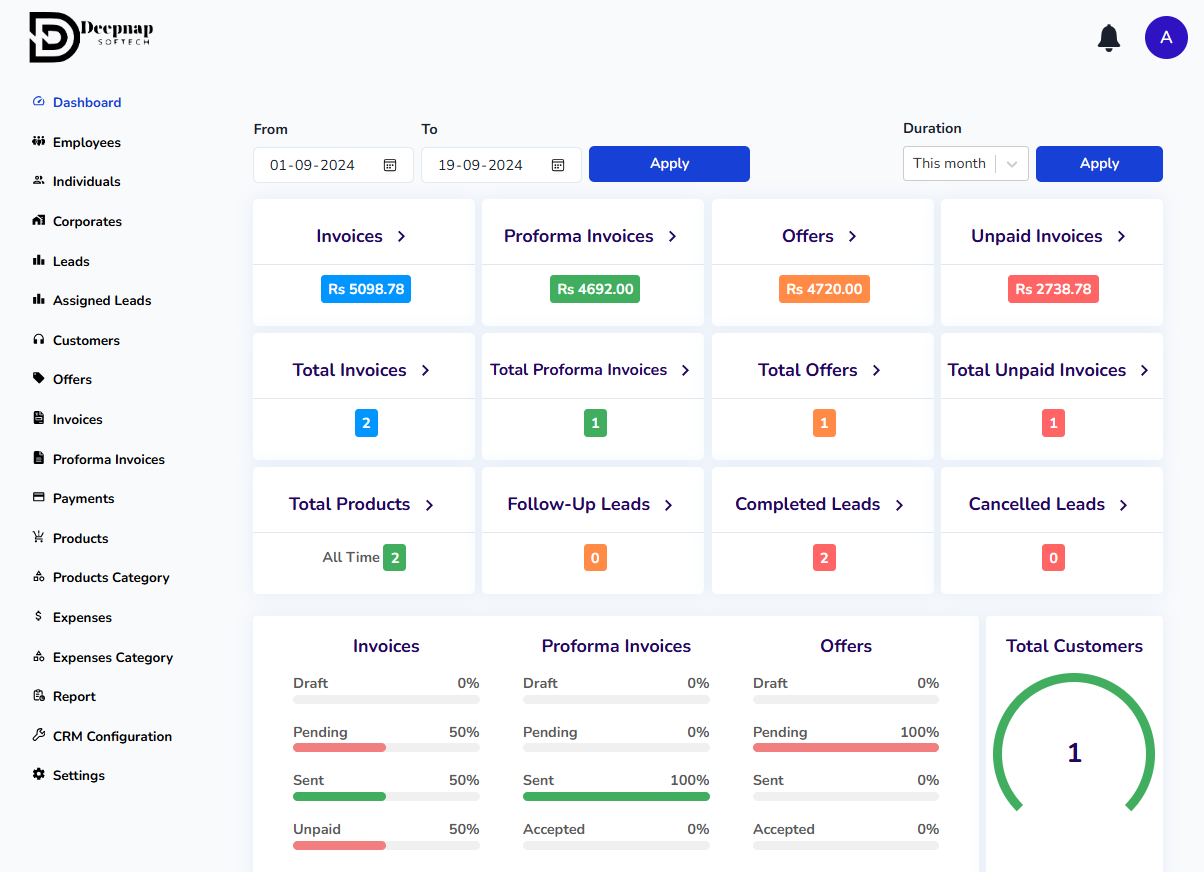 Deepnap
SOFTECH
A
Dashboard
Employees
Individuals
Corporates
Leads
Assigned Leads
Customers
Offers
Invoices
Proforma Invoices
Payments
Products
Products Category
Expenses
Expenses Category
Report
CRM Configuration
Settings
From To Duration
01-09-2024 19-09-2024 Apply This month Apply
Invoices Proforma Invoices Offers Unpaid Invoices
Rs 5098.78 Rs 4692.00 Rs 4720.00 Rs 2738.78
Total Invoices Total Proforma Invoices Total Offers Total Unpaid Invoices
2 1 1 1
Total Products Follow-Up Leads Completed Leads Cancelled Leads
All Time 2 0 2 0
Invoices Proforma Invoices Offers Total Customers
Draft 0% Draft 0% Draft 0%
Pending 50% Pending 0% Pending 100%
1
Sent 50% Sent 100% Sent 0%
Unpaid 50% Accepted 0% Accepted 0%